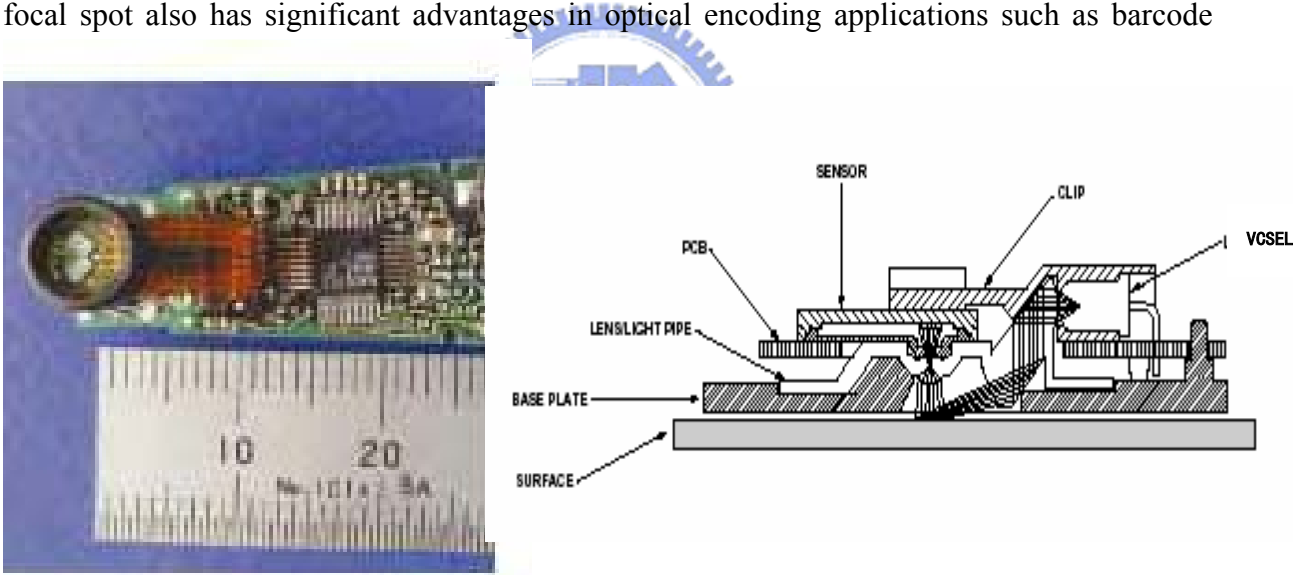 focal spot also has significant advantages in optical encoding applications such as barcode
SENSOR
CLIP
VCSEL
PCB
LENS/LIGHT PIPE
BASE PLATE
SURFACE
10 20